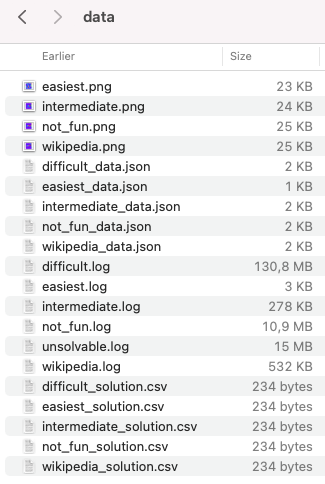 data
Earlier Size
easiest.png 23 KB
intermediate.png 24 KB
not_fun.png 25 KB
wikipedia.png 25 KB
difficult_data.json 2 KB
easiest_data.json 1 KB
intermediate_data.json 2 KB
not_fun_data.json 2 KB
wikipedia_data.json 2 KB
difficult.log 130,8 MB
easiest.log 3 KB
intermediate.log 278 KB
not_fun.log 10,9 MB
unsolvable.log 15 MB
wikipedia.log 532 KB
difficult_solution.csv 234 bytes
easiest_solution.csv 234 bytes
intermediate_solution.csv 234 bytes
not_fun_solution.csv 234 bytes
wikipedia_solution.csv 234 bytes